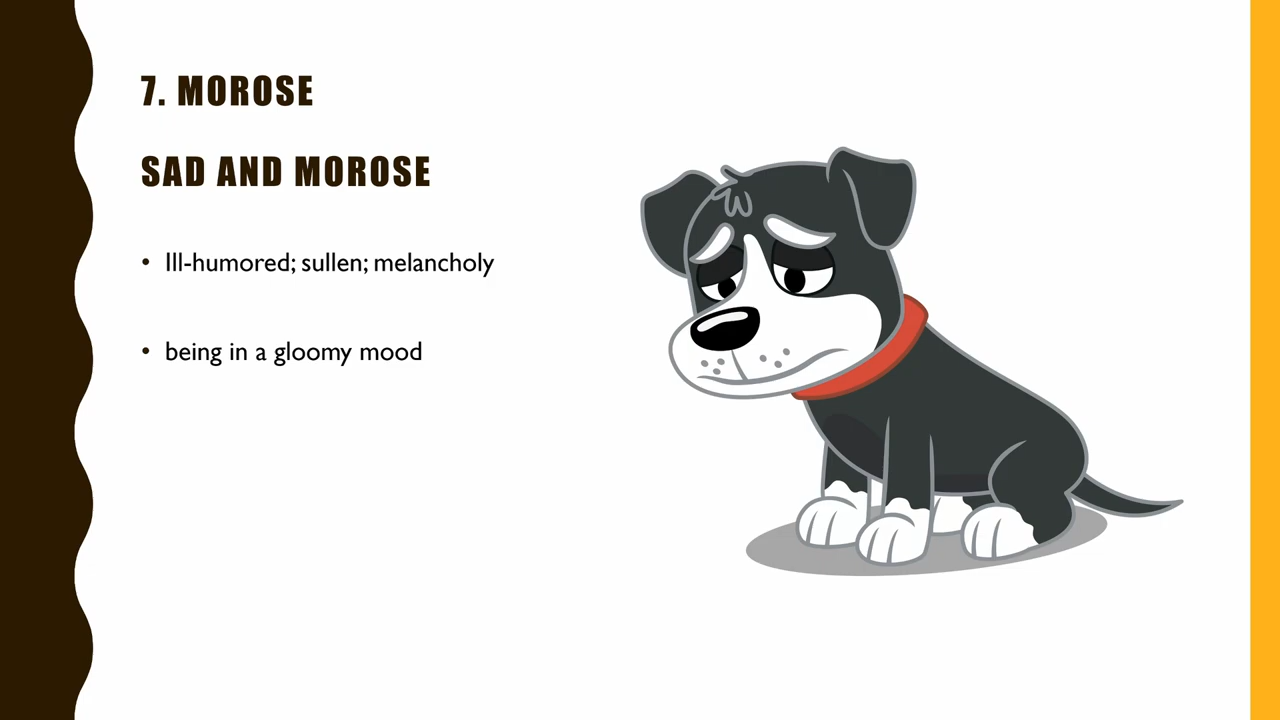 7. MOROSE
SAD AND MOROSE
• Ill-humored; sullen; melancholy
• being in a gloomy mood